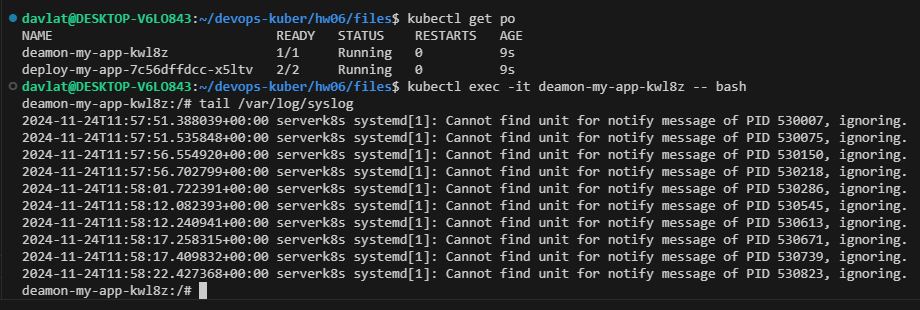 davlat@DESKTOP-V6LO843:~/devops-kuber/hw06/files$ kubectl get po
NAME                            READY   STATUS    RESTARTS   AGE
deamon-my-app-kwl8z             1/1     Running   0          9s
deploy-my-app-7c56dffdcc-x5ltv   2/2     Running   0          9s
davlat@DESKTOP-V6LO843:~/devops-kuber/hw06/files$ kubectl exec -it deamon-my-app-kwl8z -- bash
deamon-my-app-kwl8z:/# tail /var/log/syslog
2024-11-24T11:57:51.388039+00:00 serverk8s systemd[1]: Cannot find unit for notify message of PID 530007, ignoring.
2024-11-24T11:57:51.535848+00:00 serverk8s systemd[1]: Cannot find unit for notify message of PID 530075, ignoring.
2024-11-24T11:57:56.554920+00:00 serverk8s systemd[1]: Cannot find unit for notify message of PID 530150, ignoring.
2024-11-24T11:57:56.702799+00:00 serverk8s systemd[1]: Cannot find unit for notify message of PID 530218, ignoring.
2024-11-24T11:58:01.722391+00:00 serverk8s systemd[1]: Cannot find unit for notify message of PID 530286, ignoring.
2024-11-24T11:58:12.082393+00:00 serverk8s systemd[1]: Cannot find unit for notify message of PID 530545, ignoring.
2024-11-24T11:58:12.240941+00:00 serverk8s systemd[1]: Cannot find unit for notify message of PID 530613, ignoring.
2024-11-24T11:58:17.258315+00:00 serverk8s systemd[1]: Cannot find unit for notify message of PID 530671, ignoring.
2024-11-24T11:58:17.409832+00:00 serverk8s systemd[1]: Cannot find unit for notify message of PID 530739, ignoring.
2024-11-24T11:58:22.427368+00:00 serverk8s systemd[1]: Cannot find unit for notify message of PID 530823, ignoring.
deamon-my-app-kwl8z:/#